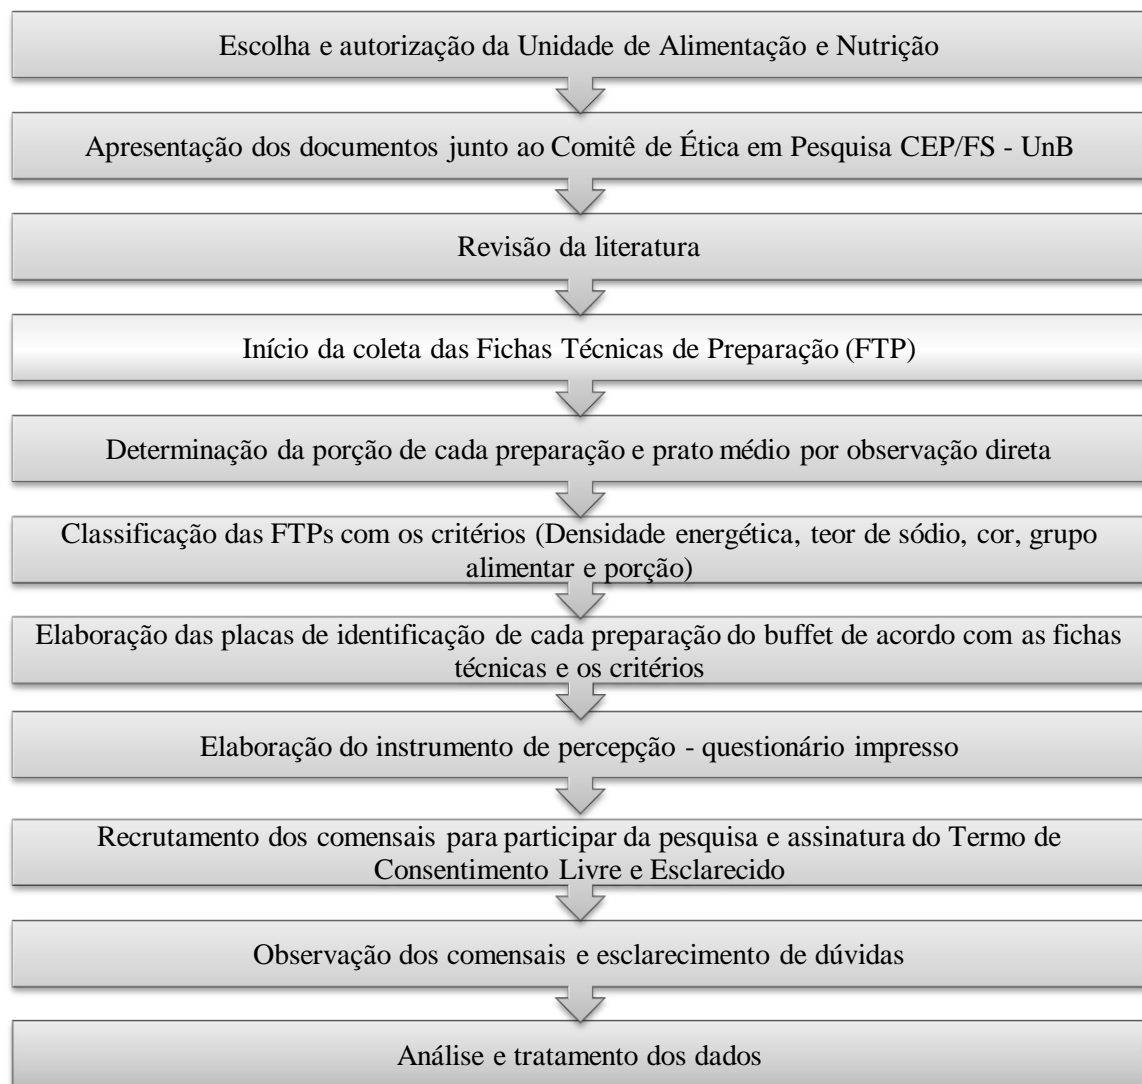 Escolha e autorização da Unidade de Alimentação e Nutrição
Apresentação dos documentos junto ao Comitê de Ética em Pesquisa CEP/FS - UnB
Revisão da literatura
Início da coleta das Fichas Técnicas de Preparação (FTP)
Determinação da porção de cada preparação e prato médio por observação direta
Classificação das FTPs com os critérios (Densidade energética, teor de sódio, cor, grupo
alimentar e porção)
Elaboração das placas de identificação de cada preparação do buffet de acordo com as fichas
técnicas e os critérios
Elaboração do instrumento de percepção - questionário impresso
Recrutamento dos comensais para participar da pesquisa e assinatura do Termo de
Consentimento Livre e Esclarecido
Observação dos comensais e esclarecimento de dúvidas
Análise e tratamento dos dados